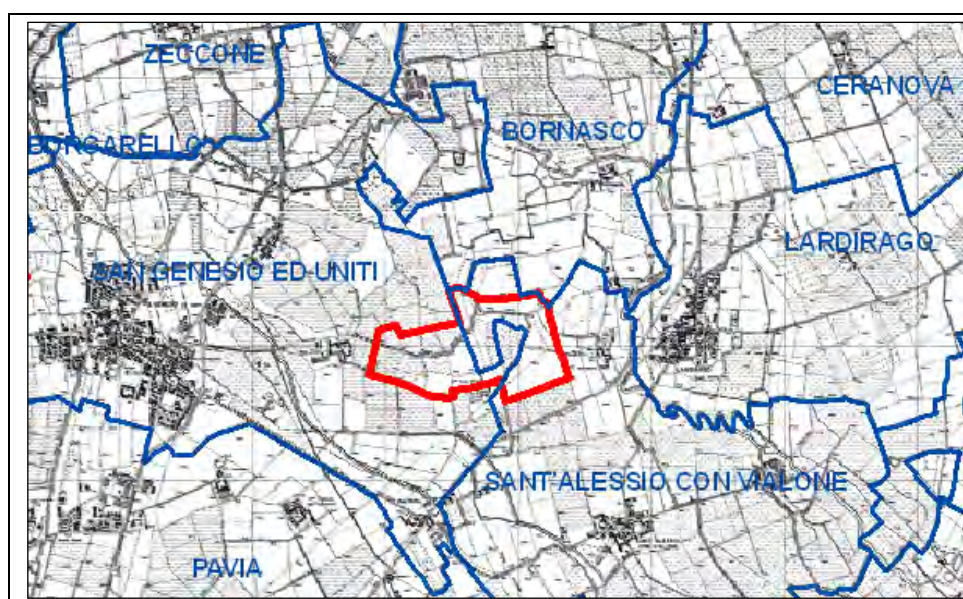 ZECCONE
CERANOVA
BORNASCO
BORGARELLO
LARDIRAGO
SAN GENESIO ED UNITI
SANT'ALESSIO CON VIALONE
PAVIA